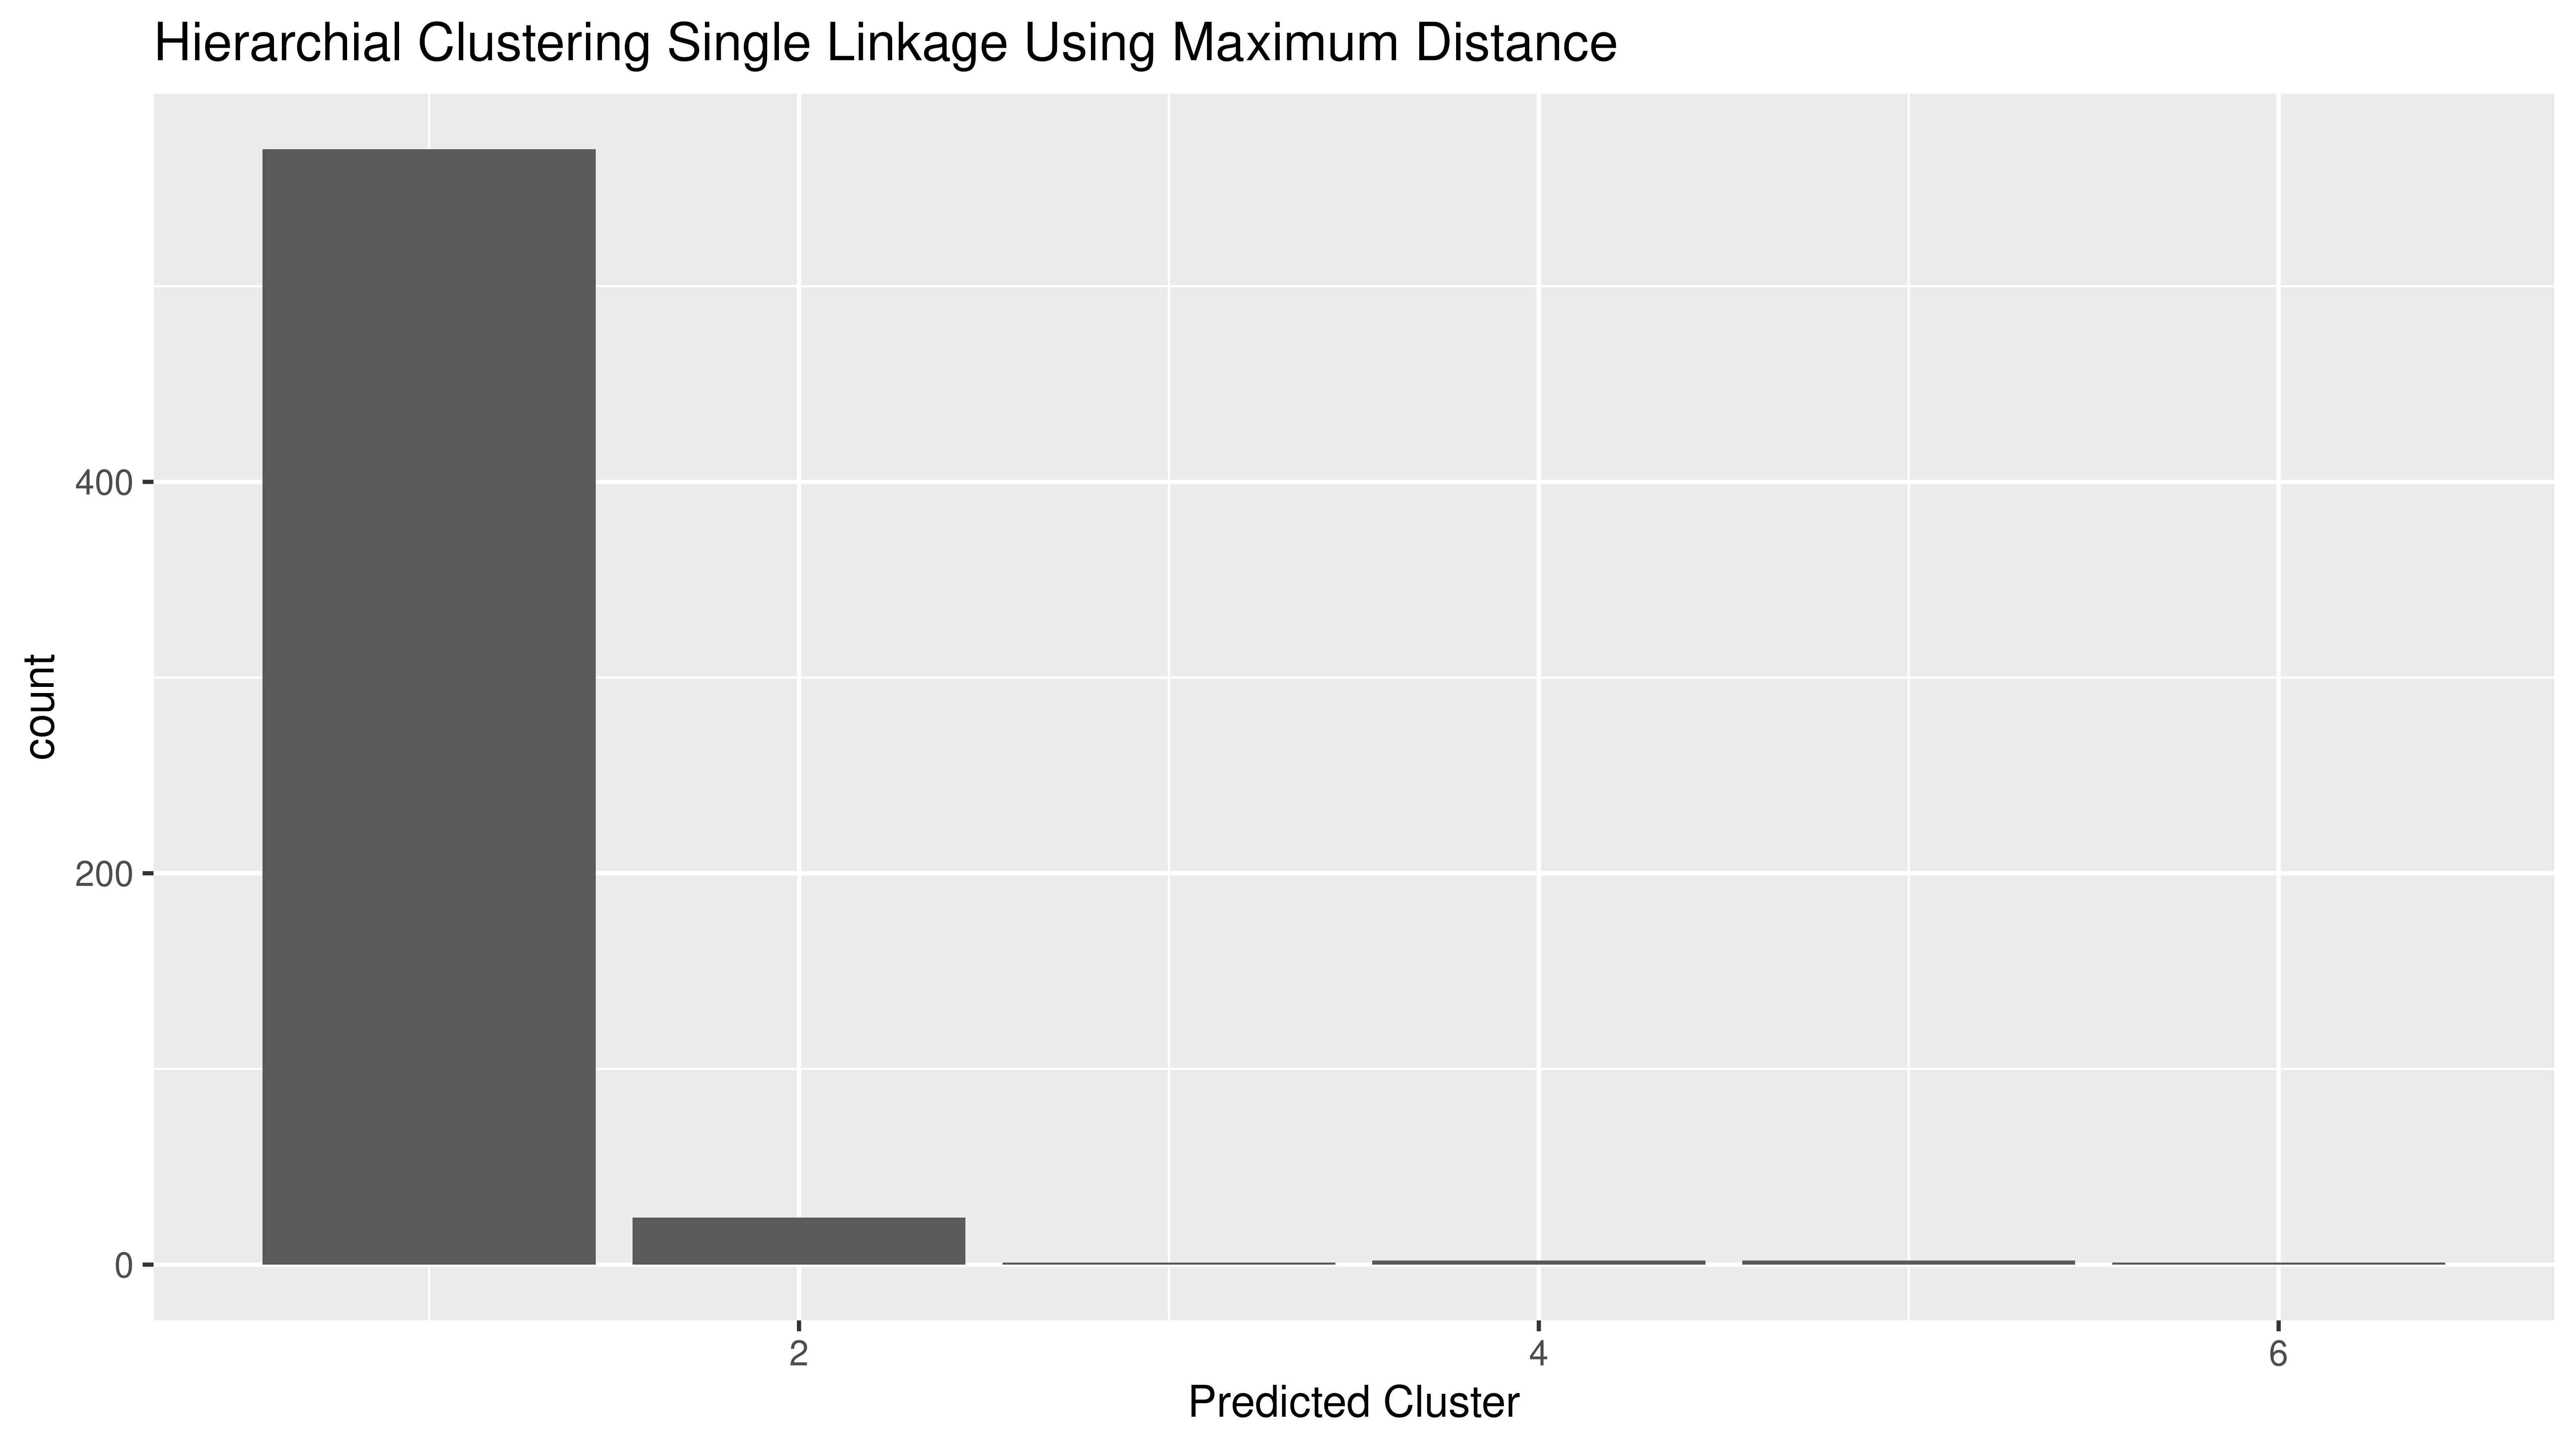 Hierarchial Clustering Single Linkage Using Maximum Distance
count
400
200
0
2
4
6
Predicted Cluster